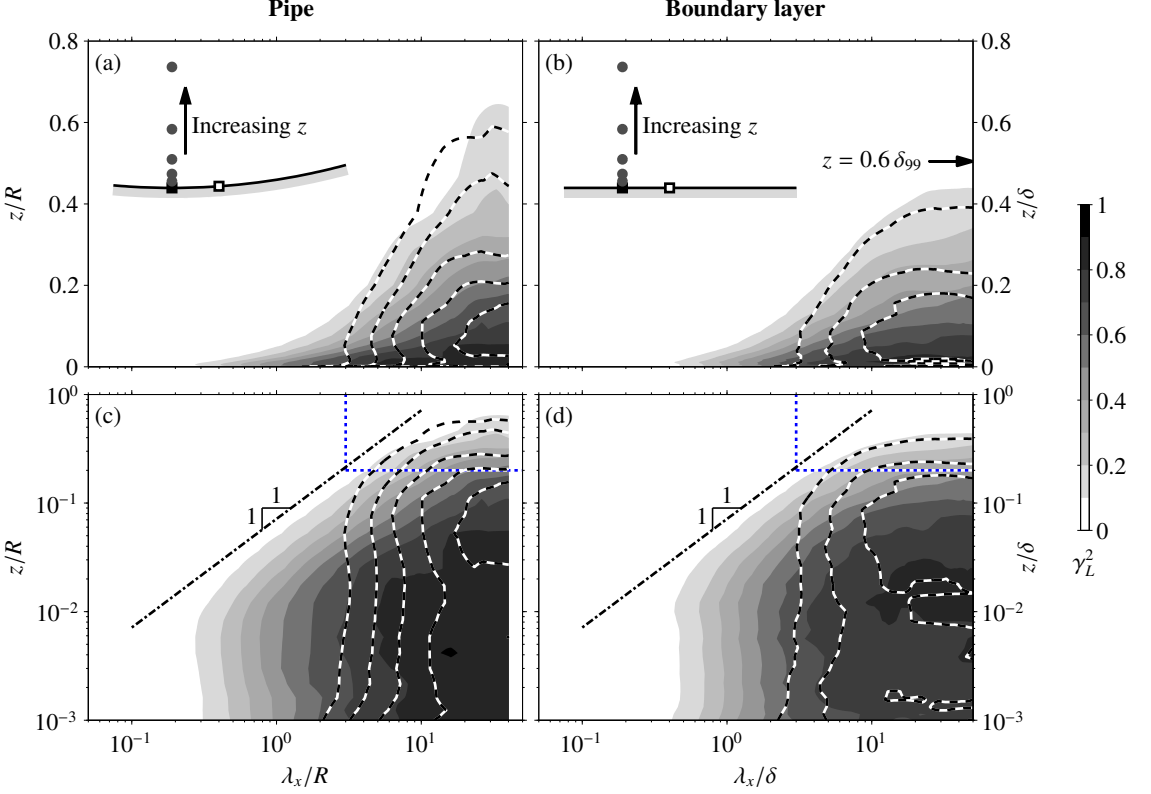 Pipe
Boundary layer
0.8
0.6
0.4
0.2
0
z/R
(a)
Increasing z
(b)
Increasing z
z = 0.6 δ₉₉
0.8
0.6
0.4
0.2
0
z/δ
10⁰
10⁻¹
10⁻²
10⁻³
z/R
(c)
1
1
10⁻¹
10⁰
10¹
λₓ/R
(d)
1
1
10⁻¹
10⁰
10¹
λₓ/δ
10⁰
10⁻¹
10⁻²
10⁻³
z/δ
1
0.8
0.6
0.4
0.2
0
γ²_L